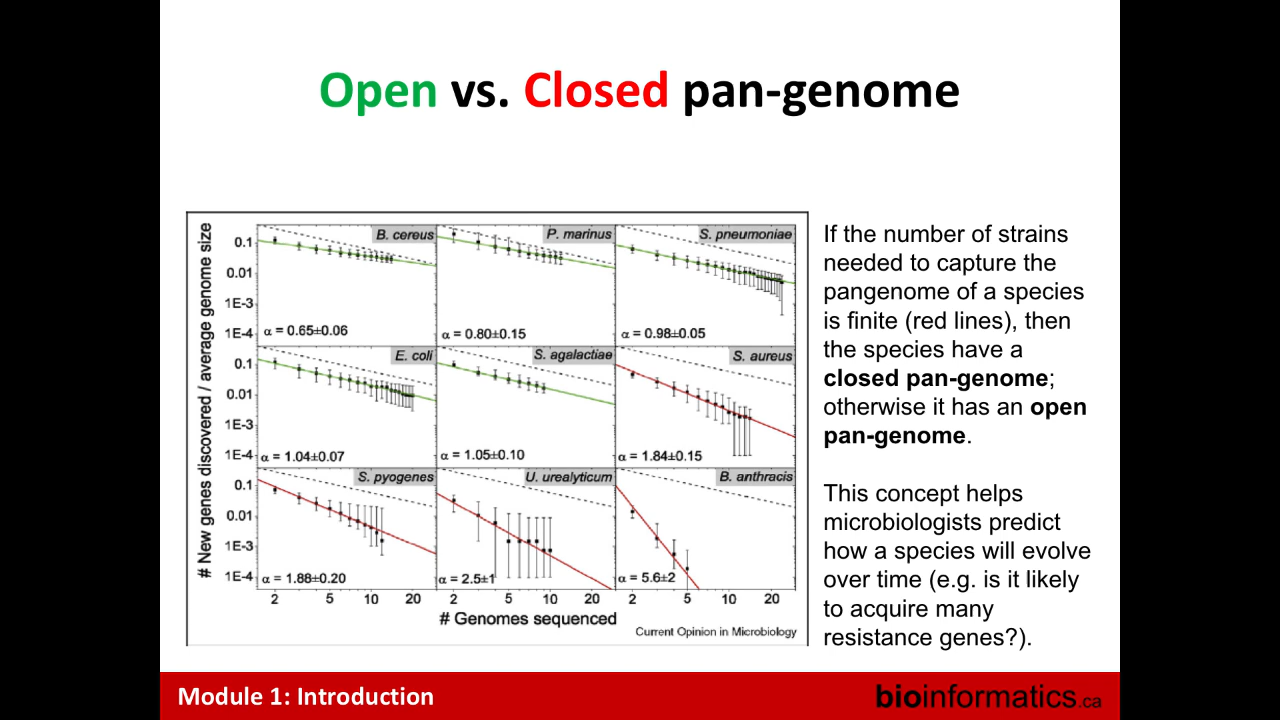 Open vs. Closed pan-genome
# New genes discovered / average genome size
0.1
0.01
1E-3
1E-4
B. cereus
α = 0.65±0.06
P. marinus
α = 0.80±0.15
S. pneumoniae
α = 0.98±0.05
0.1
0.01
1E-3
1E-4
E. coli
α = 1.04±0.07
S. agalactiae
α = 1.05±0.10
S. aureus
α = 1.84±0.15
0.1
0.01
1E-3
1E-4
S. pyogenes
α = 1.88±0.20
U. urealyticum
α = 2.5±1
B. anthracis
α = 5.6±2
2 5 10 20 2 5 10 20 2 5 10 20
# Genomes sequenced
Current Opinion in Microbiology
If the number of strains
needed to capture the
pangenome of a species
is finite (red lines), then
the species have a
closed pan-genome;
otherwise it has an open
pan-genome.
This concept helps
microbiologists predict
how a species will evolve
over time (e.g. is it likely
to acquire many
resistance genes?).
Module 1: Introduction
bioinformatics.ca